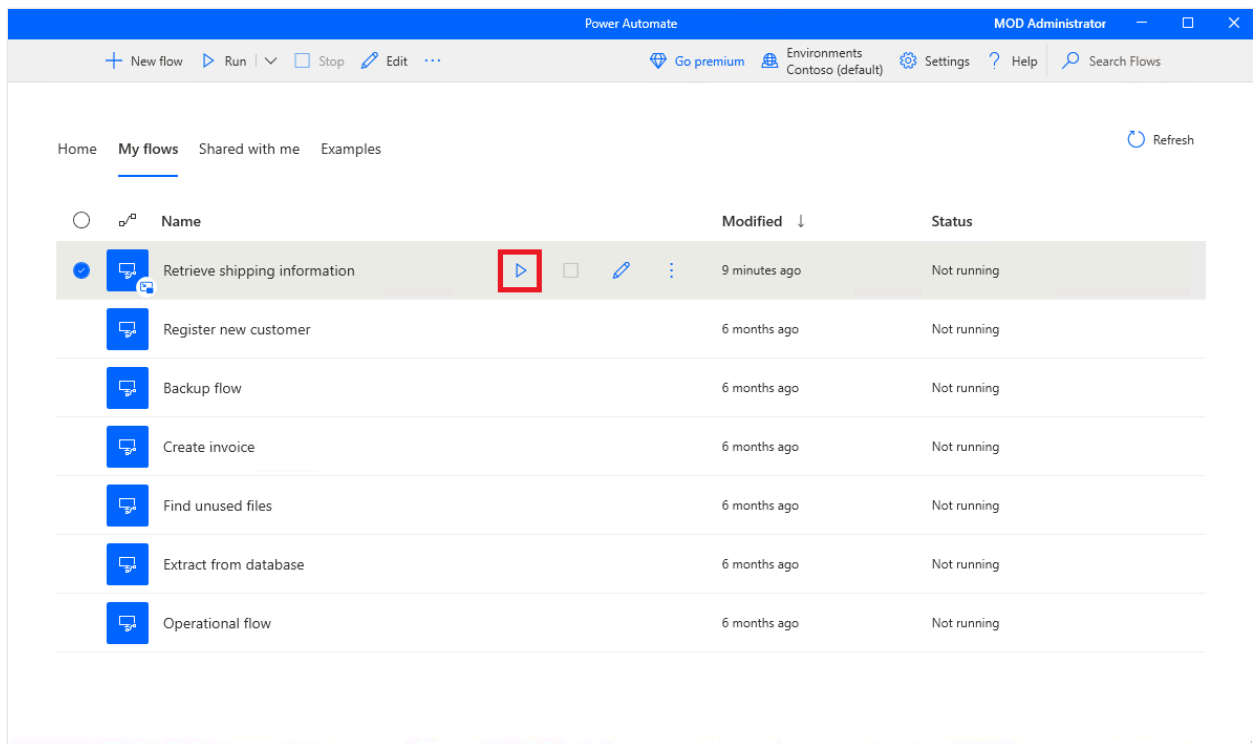 Power Automate
MOD Administrator
New flow Run Stop Edit ...
Go premium
Environments
Contoso (default)
Settings ? Help Search Flows
Home My flows Shared with me Examples
Refresh
Name Modified ↓ Status
Retrieve shipping information 9 minutes ago Not running
Register new customer 6 months ago Not running
Backup flow 6 months ago Not running
Create invoice 6 months ago Not running
Find unused files 6 months ago Not running
Extract from database 6 months ago Not running
Operational flow 6 months ago Not running